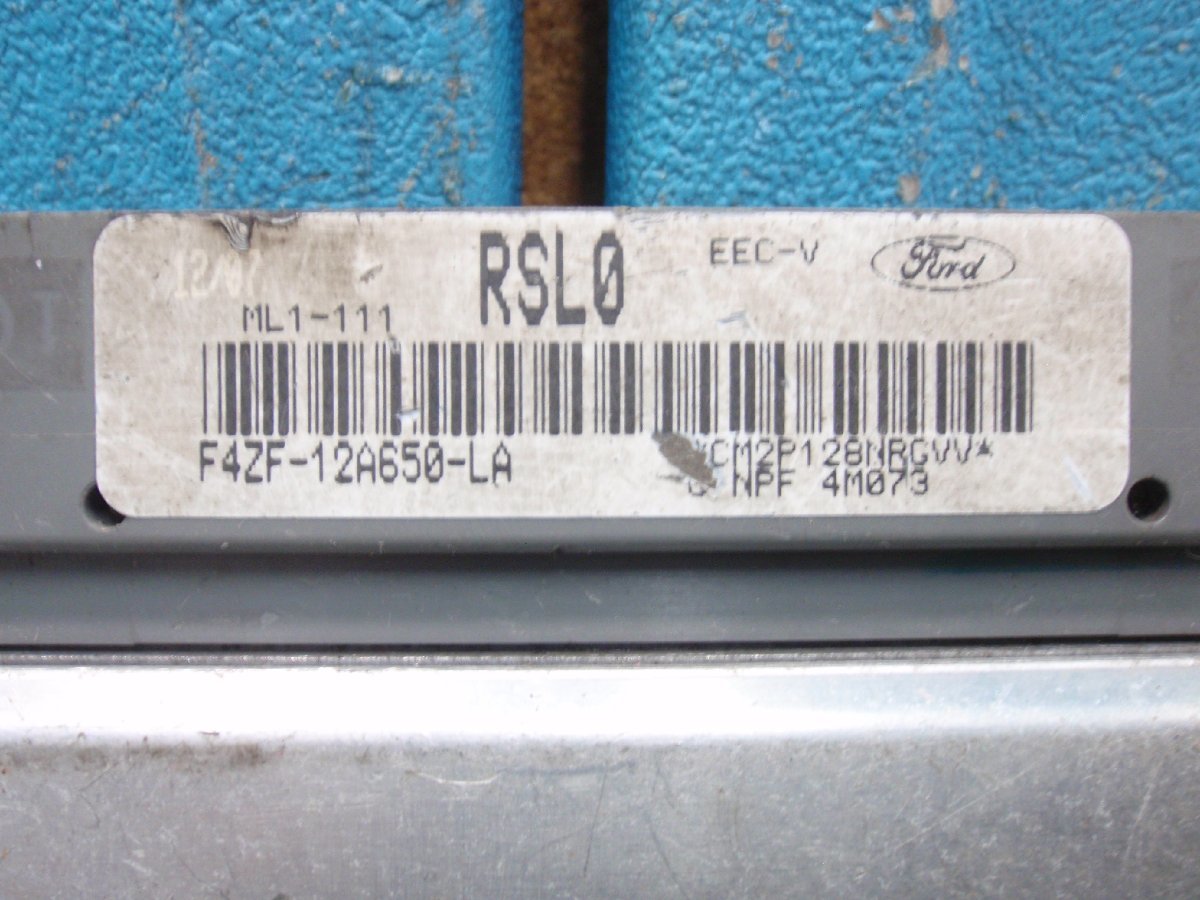 RSL0
EEC-V
Ford
ML1-111
F4ZF-12A650-LA
*CM2P128NRGVV*
NPF 4M073